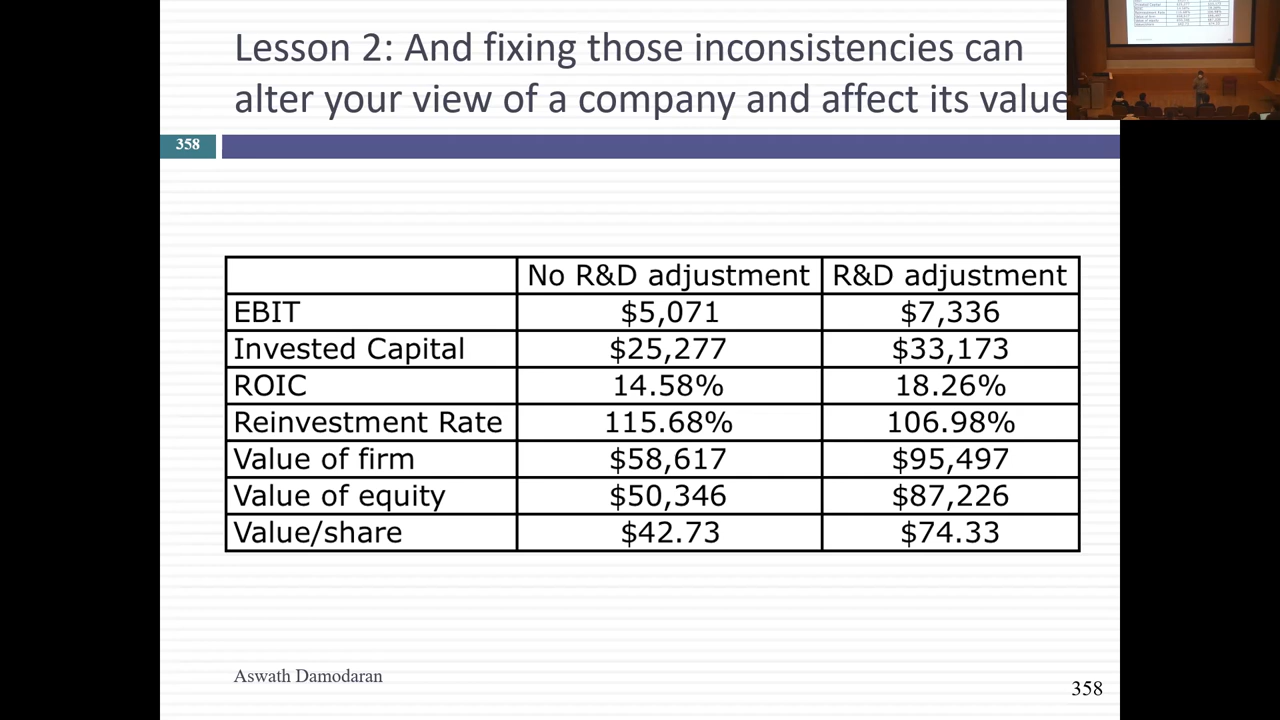 Lesson 2: And fixing those inconsistencies can
alter your view of a company and affect its value
358
No R&D adjustment R&D adjustment
EBIT $5,071 $7,336
Invested Capital $25,277 $33,173
ROIC 14.58% 18.26%
Reinvestment Rate 115.68% 106.98%
Value of firm $58,617 $95,497
Value of equity $50,346 $87,226
Value/share $42.73 $74.33
Aswath Damodaran
358